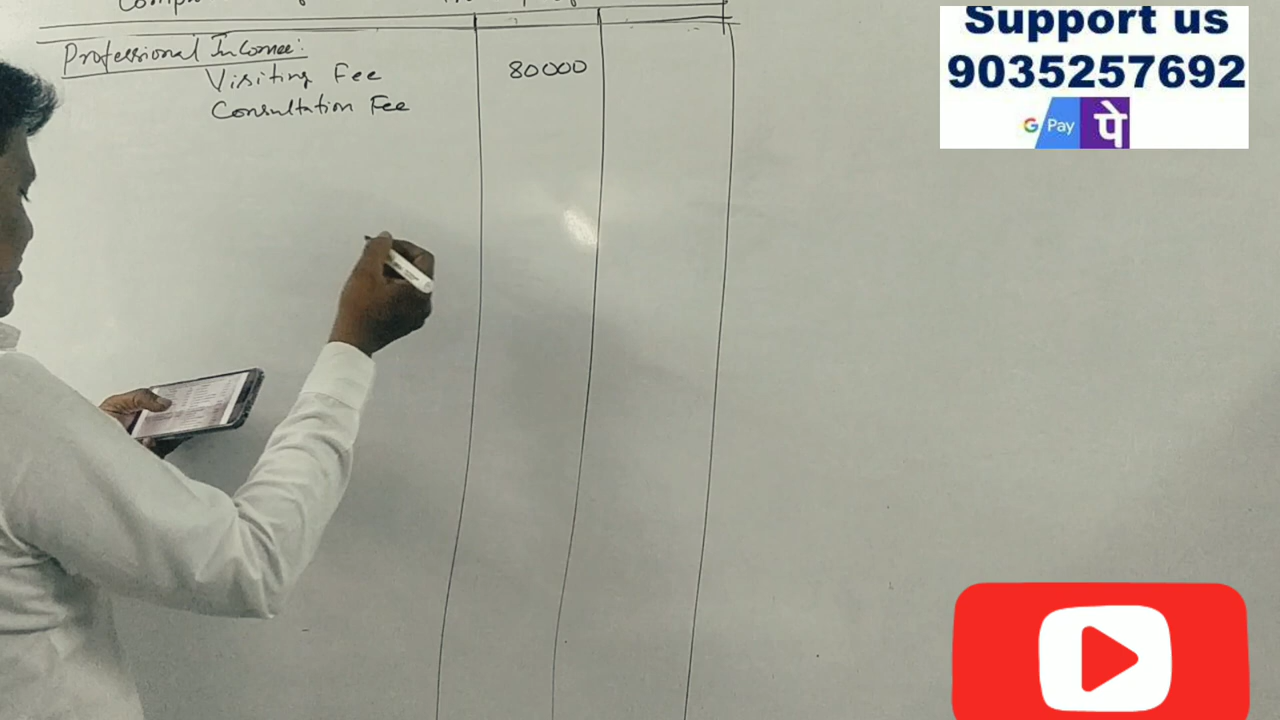 Professional Income:
Visiting Fee 80000
Consultation Fee
Support us
9035257692
G Pay पे